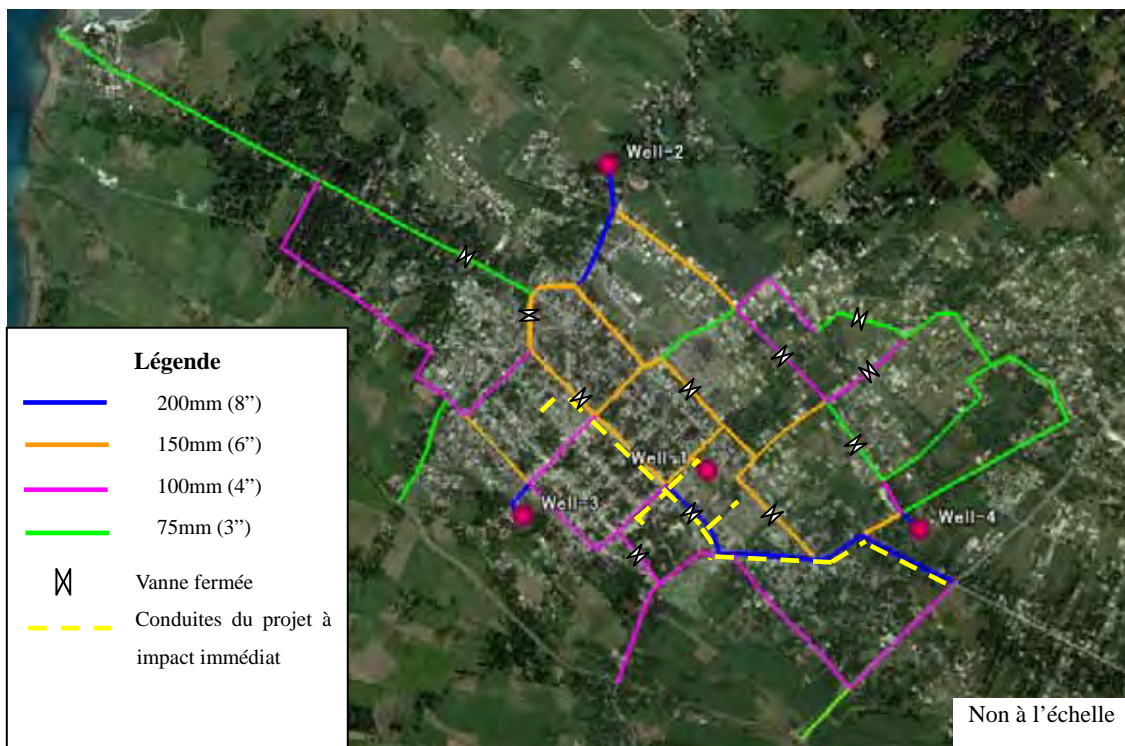 Well-2
Légende
200mm (8”)
150mm (6”)
100mm (4”)
75mm (3”)
Vanne fermée
Conduites du projet à
impact immédiat
Well-1
Well-3
Well-4
Non à l’échelle